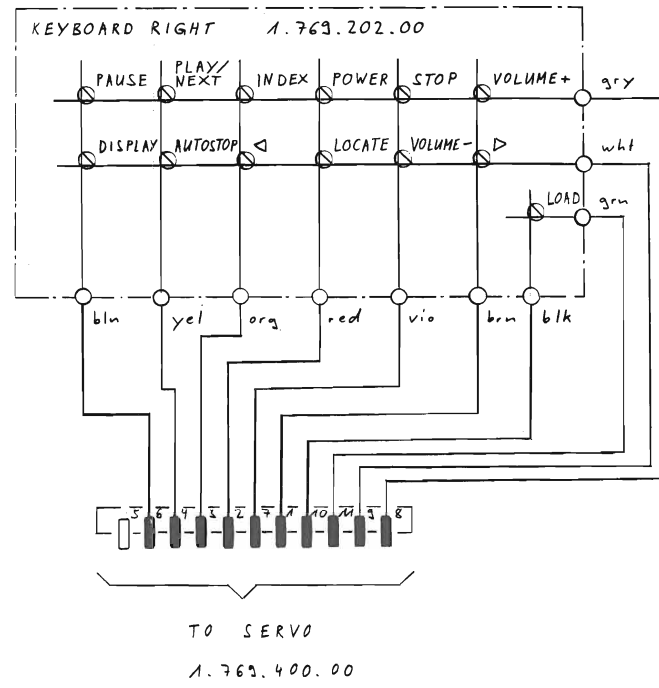 KEYBOARD RIGHT 1.769.202.00
PAUSE PLAY/NEXT INDEX POWER STOP VOLUME+ gry
DISPLAY AUTOSTOP ◁ LOCATE VOLUME- ▷ wht
LOAD grn
bln yel org red vio brn blk
5 6 4 3 2 7 1 10 11 9 8
TO SERVO
1.769.400.00